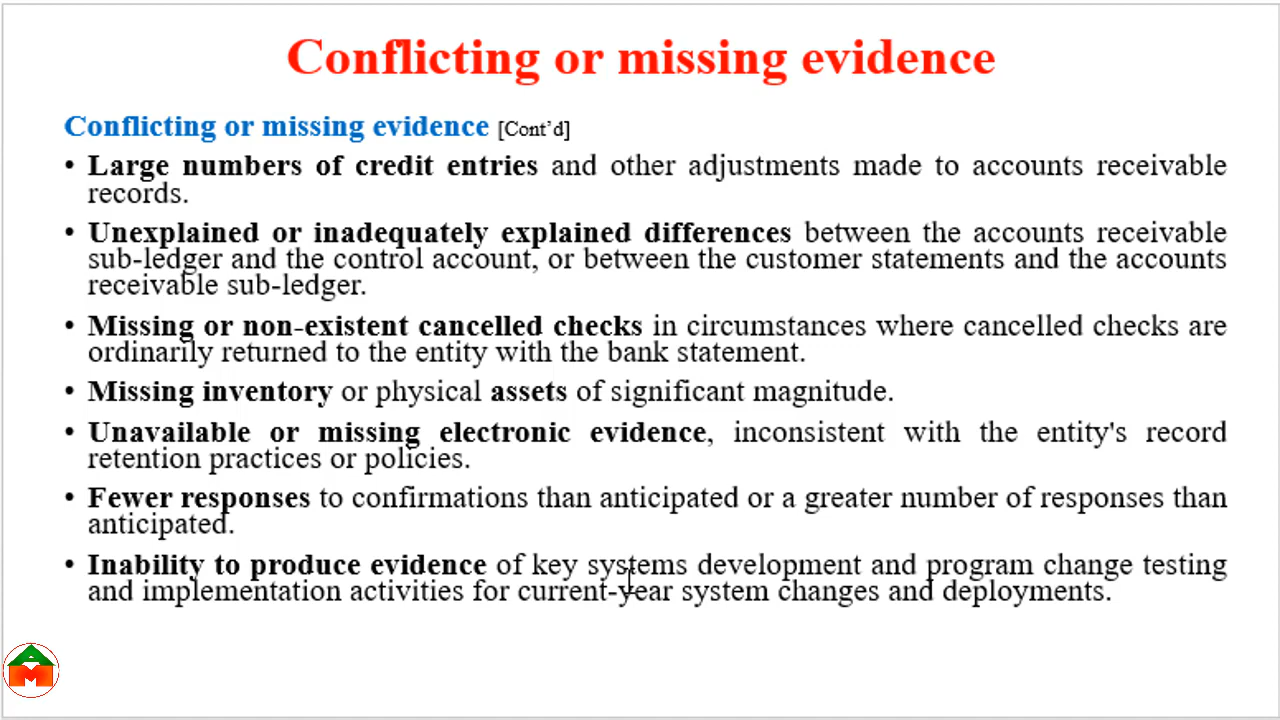 Conflicting or missing evidence
Conflicting or missing evidence [Cont’d]
• Large numbers of credit entries and other adjustments made to accounts receivable
records.
• Unexplained or inadequately explained differences between the accounts receivable
sub-ledger and the control account, or between the customer statements and the accounts
receivable sub-ledger.
• Missing or non-existent cancelled checks in circumstances where cancelled checks are
ordinarily returned to the entity with the bank statement.
• Missing inventory or physical assets of significant magnitude.
• Unavailable or missing electronic evidence, inconsistent with the entity's record
retention practices or policies.
• Fewer responses to confirmations than anticipated or a greater number of responses than
anticipated.
• Inability to produce evidence of key systems development and program change testing
and implementation activities for current-year system changes and deployments.
A
M